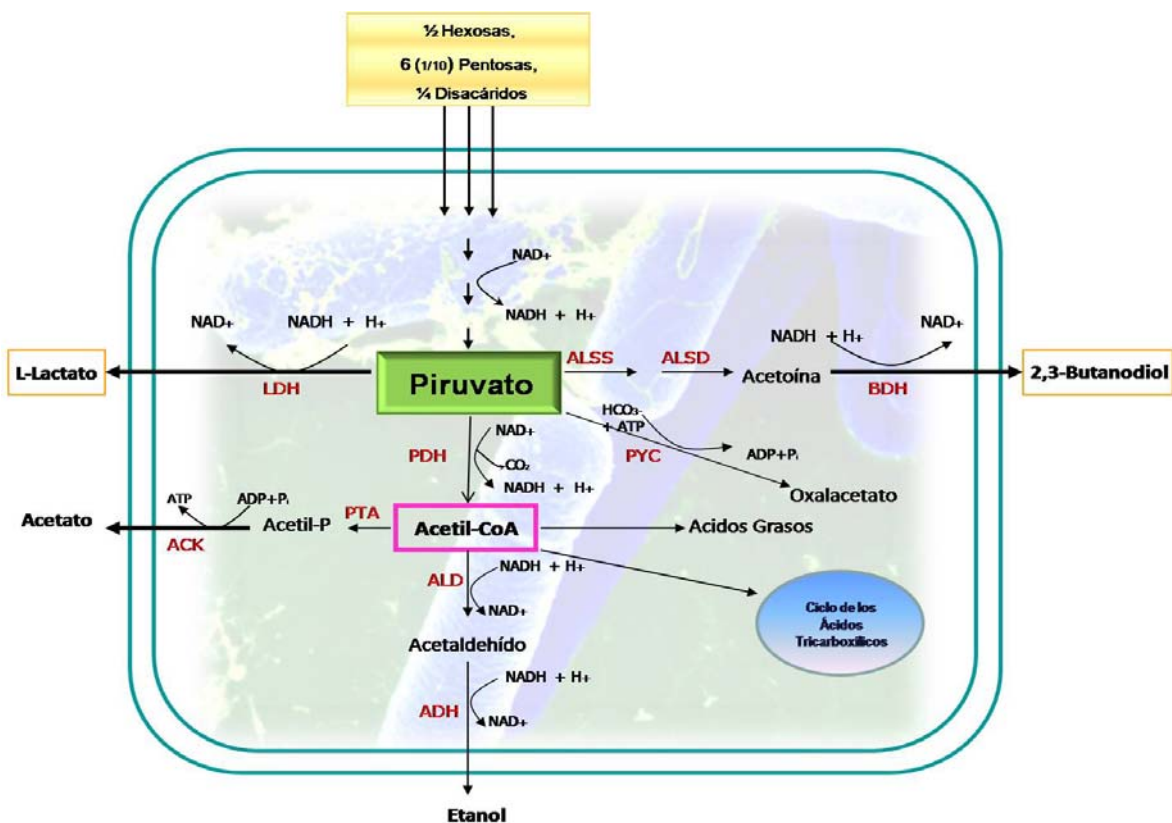 ½ Hexosas,
6 (1/10) Pentosas,
¼ Disacáridos
NAD+
NADH + H+
NAD+
NADH + H+
L-Lactato
LDH
Piruvato
ALSS
ALSD
Acetoína
NADH + H+
NAD+
BDH
2,3-Butanodiol
HCO₃-
+ ATP
PYC
ADP+Pᵢ
Oxalacetato
PDH
NAD+
CO₂
NADH + H+
Acetato
ATP
ADP+Pᵢ
ACK
Acetil-P
PTA
Acetil-CoA
Acidos Grasos
ALD
NADH + H+
NAD+
Ciclo de los
Ácidos
Tricarboxilicos
Acetaldehído
ADH
NADH + H+
NAD+
Etanol